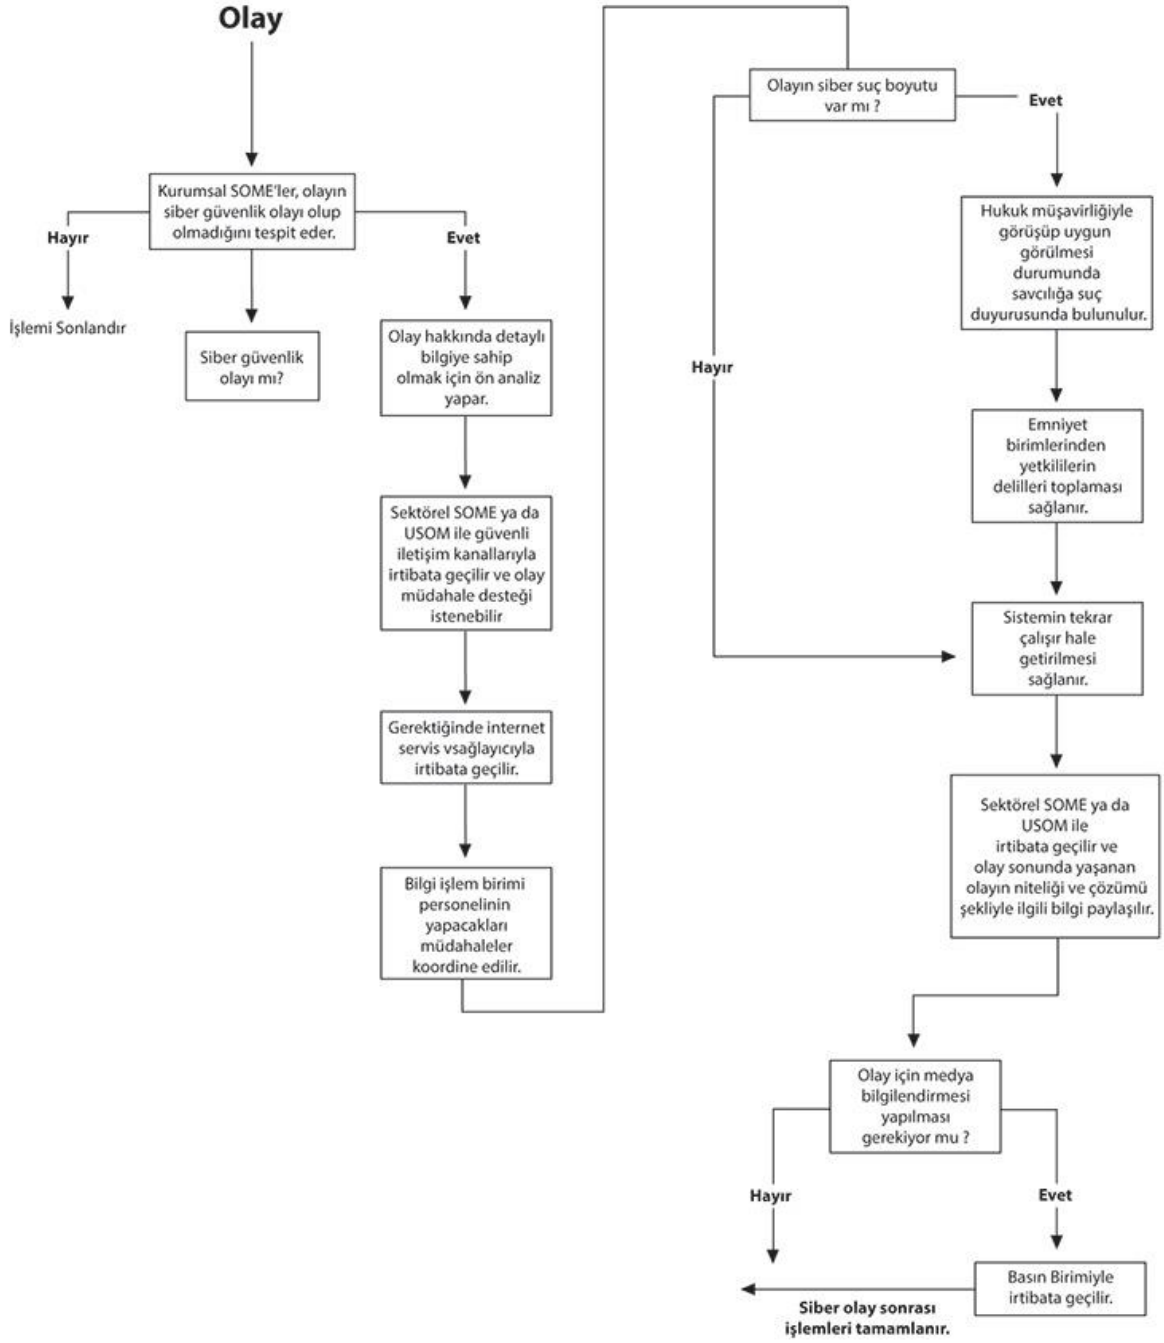 Olay
Kurumsal SOME'ler, olayın
siber güvenlik olayı olup
olmadığını tespit eder.
Hayır
Evet
İşlemi Sonlandır
Siber güvenlik
olayı mı?
Olay hakkında detaylı
bilgiye sahip
olmak için ön analiz
yapar.
Sektörel SOME ya da
USOM ile güvenli
iletişim kanallarıyla
irtibata geçilir ve olay
müdahale desteği
istenebilir
Gerektiğinde internet
servis vsağlayıcıyla
irtibata geçilir.
Bilgi işlem birimi
personelinin
yapacakları
müdahaleler
koordine edilir.
Olayın siber suç boyutu
var mı ?
Evet
Hayır
Hukuk müşavirliğiyle
görüşüp uygun
görülmesi
durumunda
savcılığa suç
duyurusunda bulunulur.
Emniyet
birimlerinden
yetkililerin
delilleri toplaması
sağlanır.
Sistemin tekrar
çalışır hale
getirilmesi
sağlanır.
Sektörel SOME ya da
USOM ile
irtibata geçilir ve
olay sonunda yaşanan
olayın niteliği ve çözümü
şekliyle ilgili bilgi paylaşılır.
Olay için medya
bilgilendirmesi
yapılması
gerekiyor mu ?
Hayır
Evet
Basın Birimiyle
irtibata geçilir.
Siber olay sonrası
işlemleri tamamlanır.